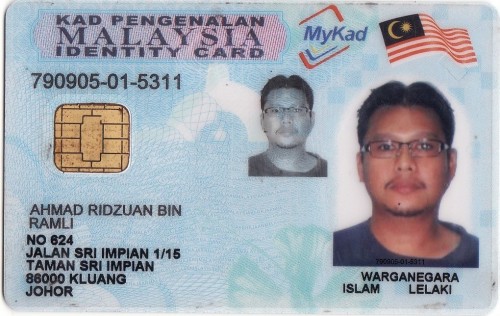 KAD PENGENALAN
MALAYSIA
IDENTITY CARD
MyKad
790905-01-5311
AHMAD RIDZUAN BIN
RAMLI
NO 624
JALAN SRI IMPIAN 1/15
TAMAN SRI IMPIAN
86000 KLUANG
JOHOR
790905-01-5311
WARGANEGARA
ISLAM LELAKI